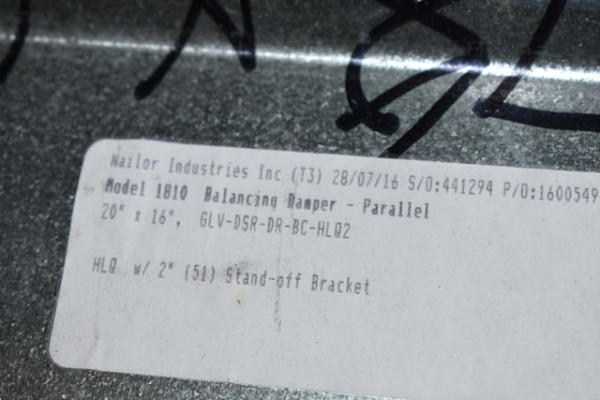 Nailor Industries Inc (T3) 28/07/16 S/O:441294 P/O:1600549
Model 1810 Balancing Damper - Parallel
20" x 16", GLV-DSR-DR-BC-HLQ2
HLQ w/ 2" (51) Stand-off Bracket